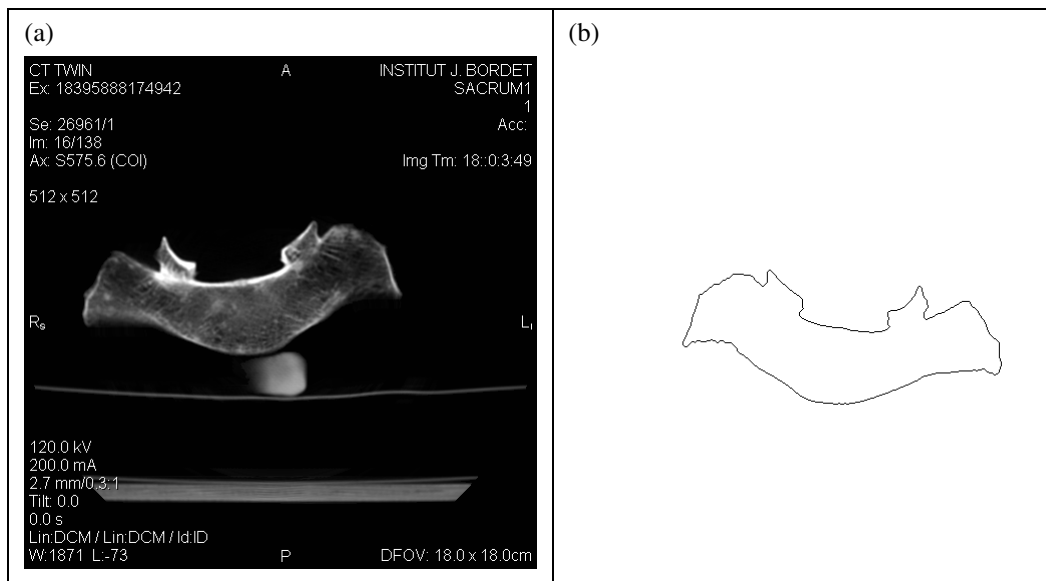 (a)
CT TWIN A INSTITUT J. BORDET
Ex: 18395888174942 SACRUM1
1
Se: 26961/1 Acc:
Im: 16/138
Ax: S575.6 (COI) Img Tm: 18::0:3:49
512 x 512
Rs Li
120.0 kV
200.0 mA
2.7 mm/0.3:1
Tilt: 0.0
0.0 s
Lin:DCM / Lin:DCM / Id:ID
W:1871 L:-73 P DFOV: 18.0 x 18.0cm
(b)